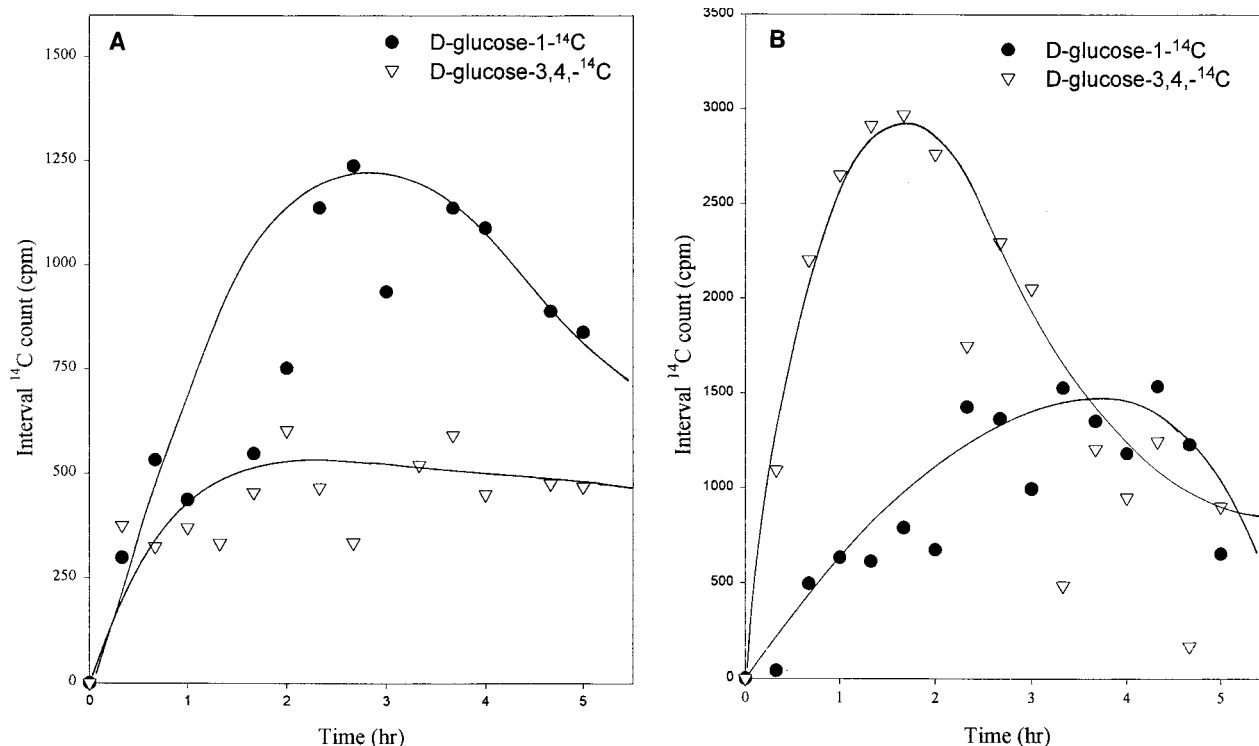 A
D-glucose-1-¹⁴C
D-glucose-3,4,-¹⁴C
Interval ¹⁴C count (cpm)
1500
1250
1000
750
500
250
0
0 1 2 3 4 5
Time (hr)
B
D-glucose-1-¹⁴C
D-glucose-3,4,-¹⁴C
Interval ¹⁴C count (cpm)
3500
3000
2500
2000
1500
1000
500
0
0 1 2 3 4 5
Time (hr)